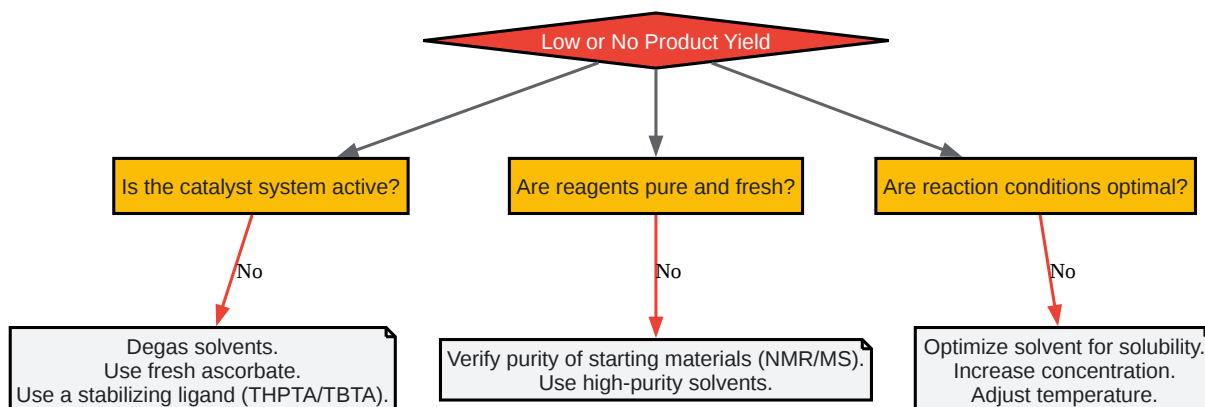 Low or No Product Yield
Is the catalyst system active?
Are reagents pure and fresh?
Are reaction conditions optimal?
No
No
No
Degas solvents.
Use fresh ascorbate.
Use a stabilizing ligand (THPTA/TBTA).
Verify purity of starting materials (NMR/MS).
Use high-purity solvents.
Optimize solvent for solubility.
Increase concentration.
Adjust temperature.